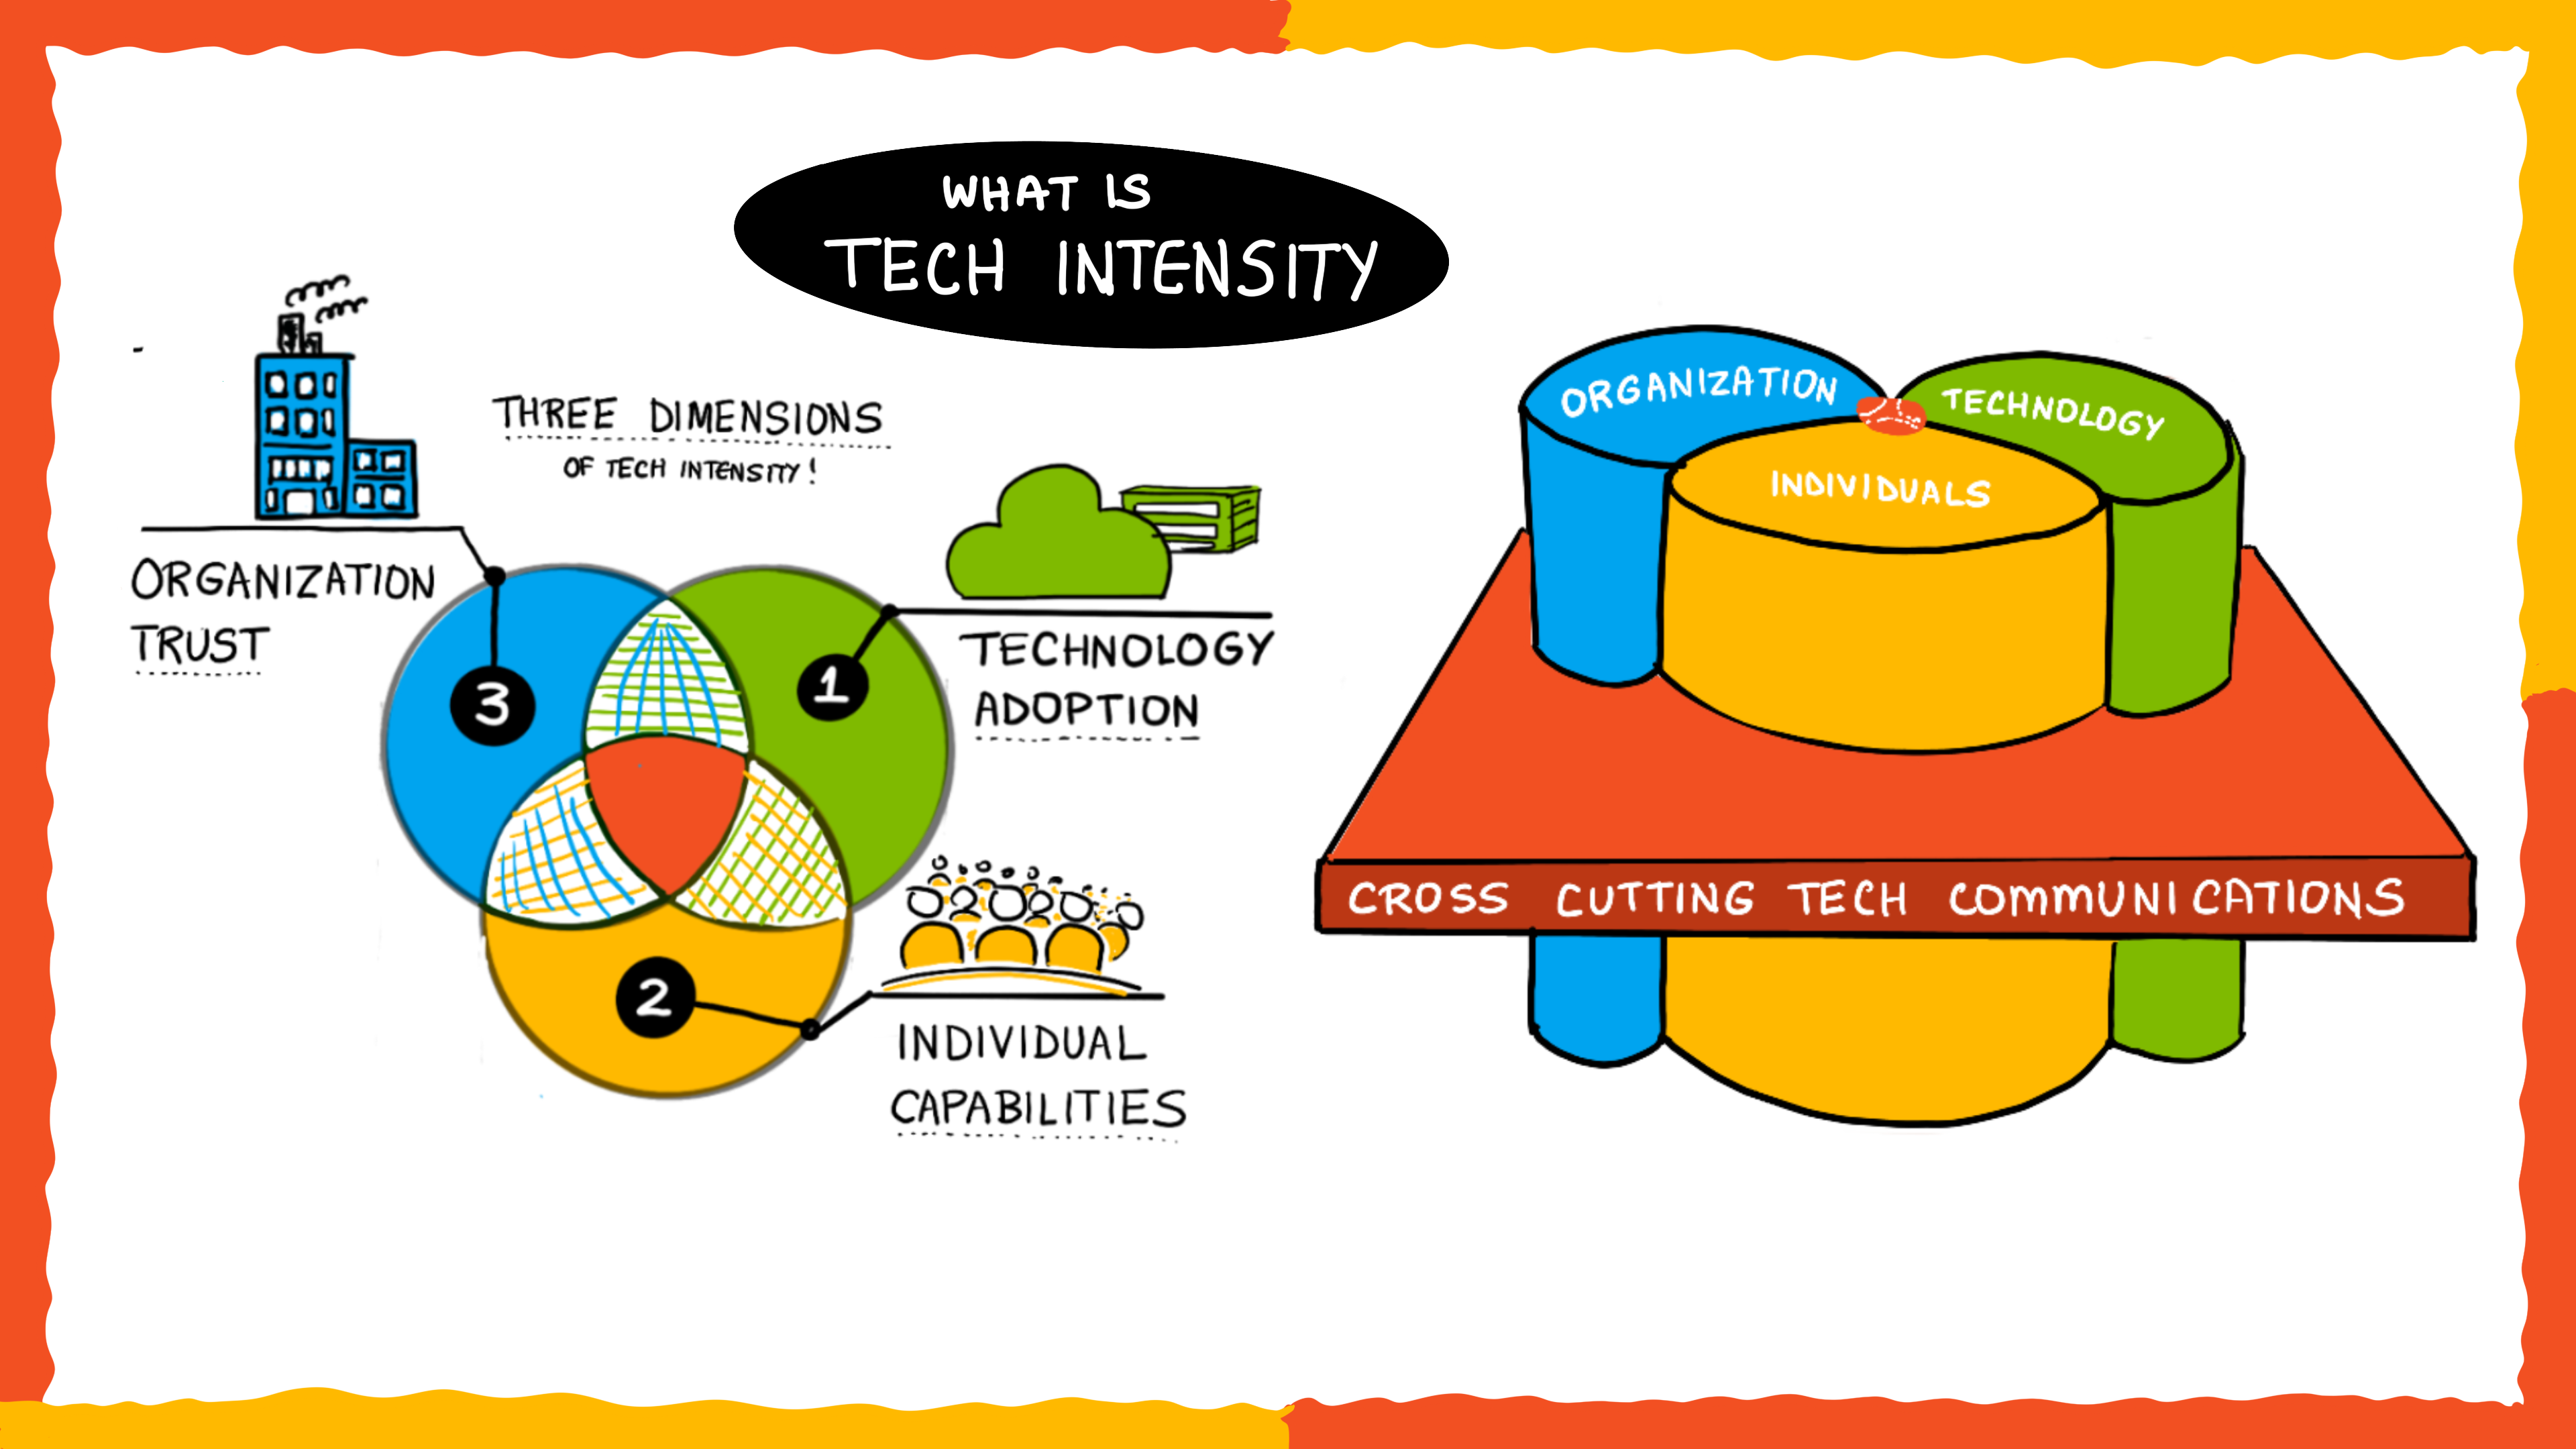 WHAT IS
TECH INTENSITY
THREE DIMENSIONS
OF TECH INTENSITY!
ORGANIZATION
TRUST
3
1
TECHNOLOGY
ADOPTION
2
INDIVIDUAL
CAPABILITIES
ORGANIZATION
TECHNOLOGY
INDIVIDUALS
CROSS CUTTING TECH COMMUNICATIONS